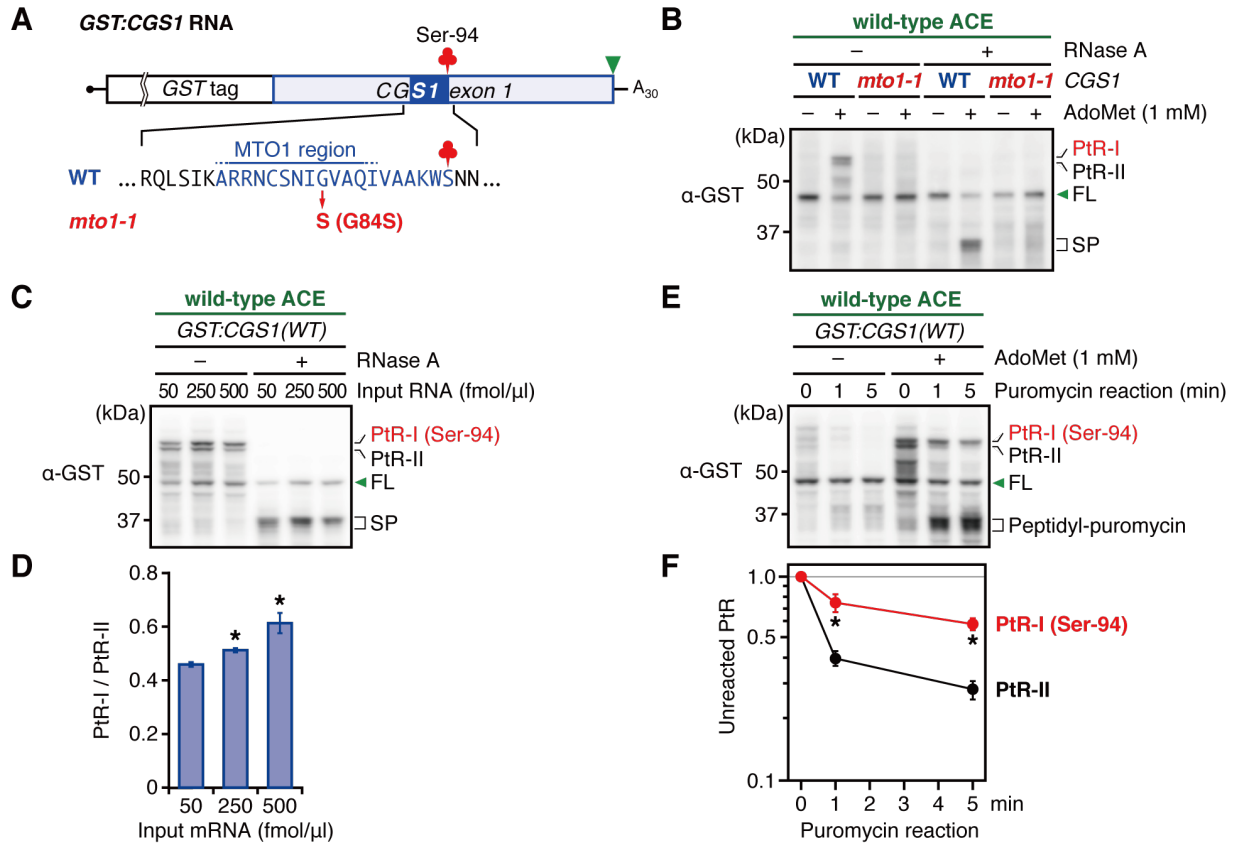 A
GST:CGS1 RNA
Ser-94
GST tag
CGS1 exon 1
A30
MTO1 region
WT ...RQLSIKARRNCSNIGVAQIVAAKWSNN...
mto1-1 S (G84S)
B
wild-type ACE
– + RNase A
WT mto1-1 WT mto1-1 CGS1
– + – + – + – + AdoMet (1 mM)
(kDa)
PtR-I
PtR-II
50
α-GST
FL
37
SP
C
wild-type ACE
GST:CGS1(WT)
– + RNase A
50 250 500 50 250 500 Input RNA (fmol/µl)
(kDa)
PtR-I (Ser-94)
PtR-II
α-GST
50
FL
37
SP
D
0.8
0.6
0.4
0.2
0
PtR-I / PtR-II
* *
50 250 500
Input mRNA (fmol/µl)
E
wild-type ACE
GST:CGS1(WT)
– + AdoMet (1 mM)
0 1 5 0 1 5 Puromycin reaction (min)
(kDa)
PtR-I (Ser-94)
PtR-II
α-GST
50
FL
37
Peptidyl-puromycin
F
1.0
0.5
0.1
Unreacted PtR
PtR-I (Ser-94)
* *
PtR-II
0 1 2 3 4 5 min
Puromycin reaction